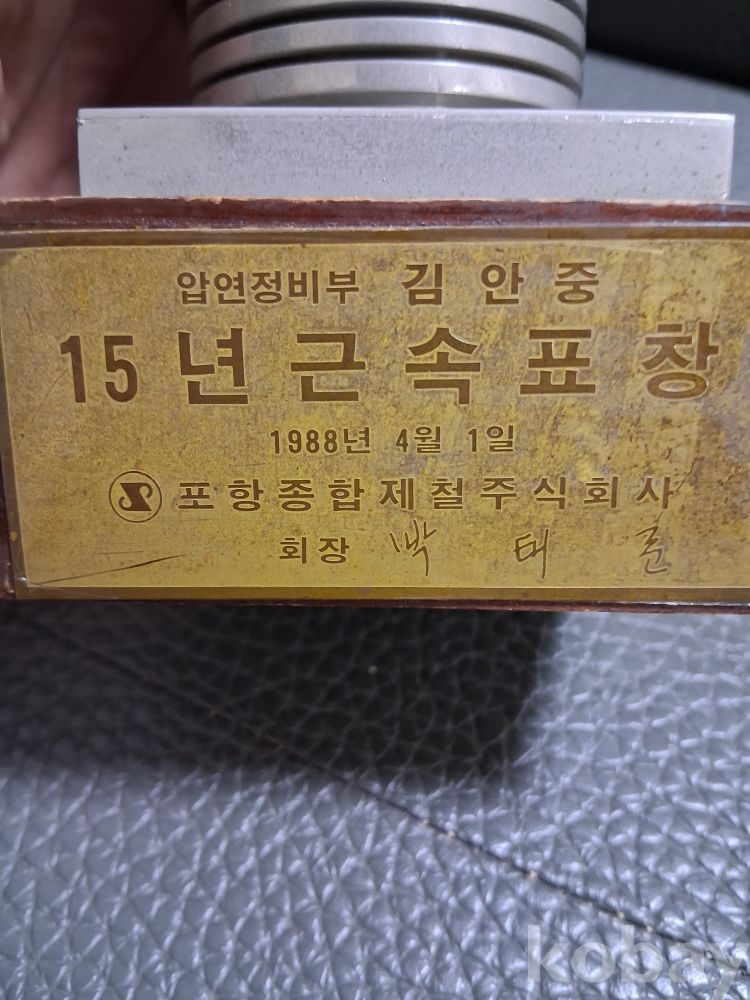 압연정비부 김안중
15년근속표창
1988년 4월 1일
포항종합제철주식회사
회장 박태준
kobay